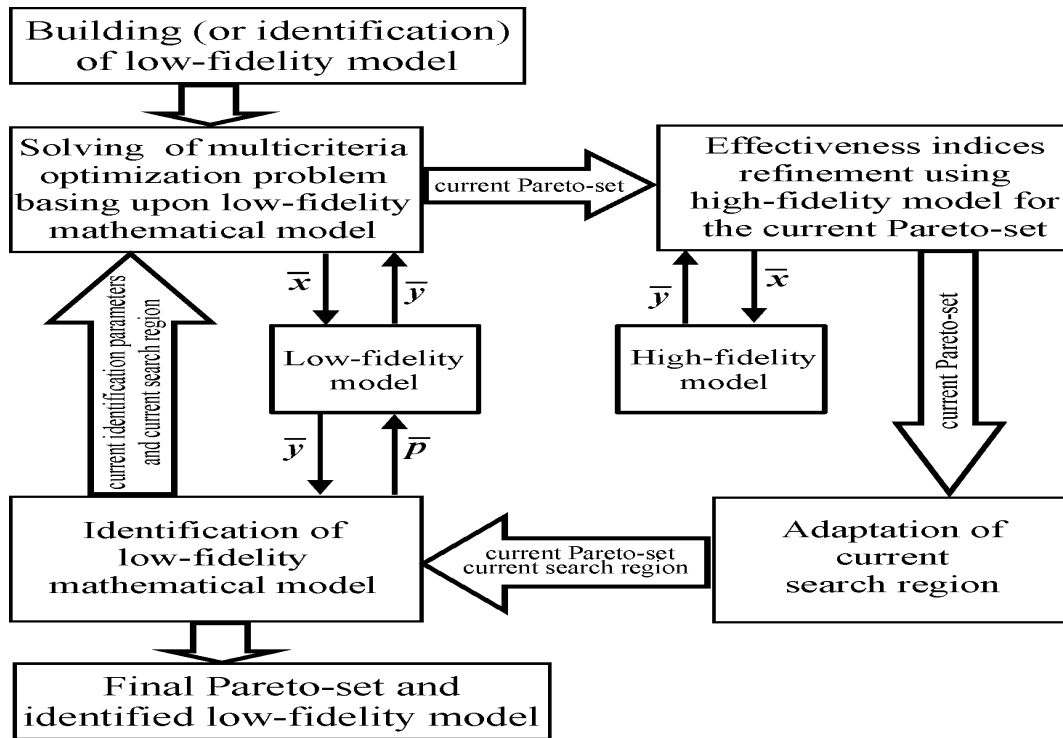 Building (or identification)
of low-fidelity model
Solving of multicriteria
optimization problem
basing upon low-fidelity
mathematical model
current Pareto-set
Effectiveness indices
refinement using
high-fidelity model for
the current Pareto-set
current identification parameters
and current search region
x̅
y̅
y̅
x̅
Low-fidelity
model
High-fidelity
model
current Pareto-set
y̅
p̅
Identification of
low-fidelity
mathematical model
current Pareto-set
current search region
Adaptation of
current
search region
Final Pareto-set and
identified low-fidelity model